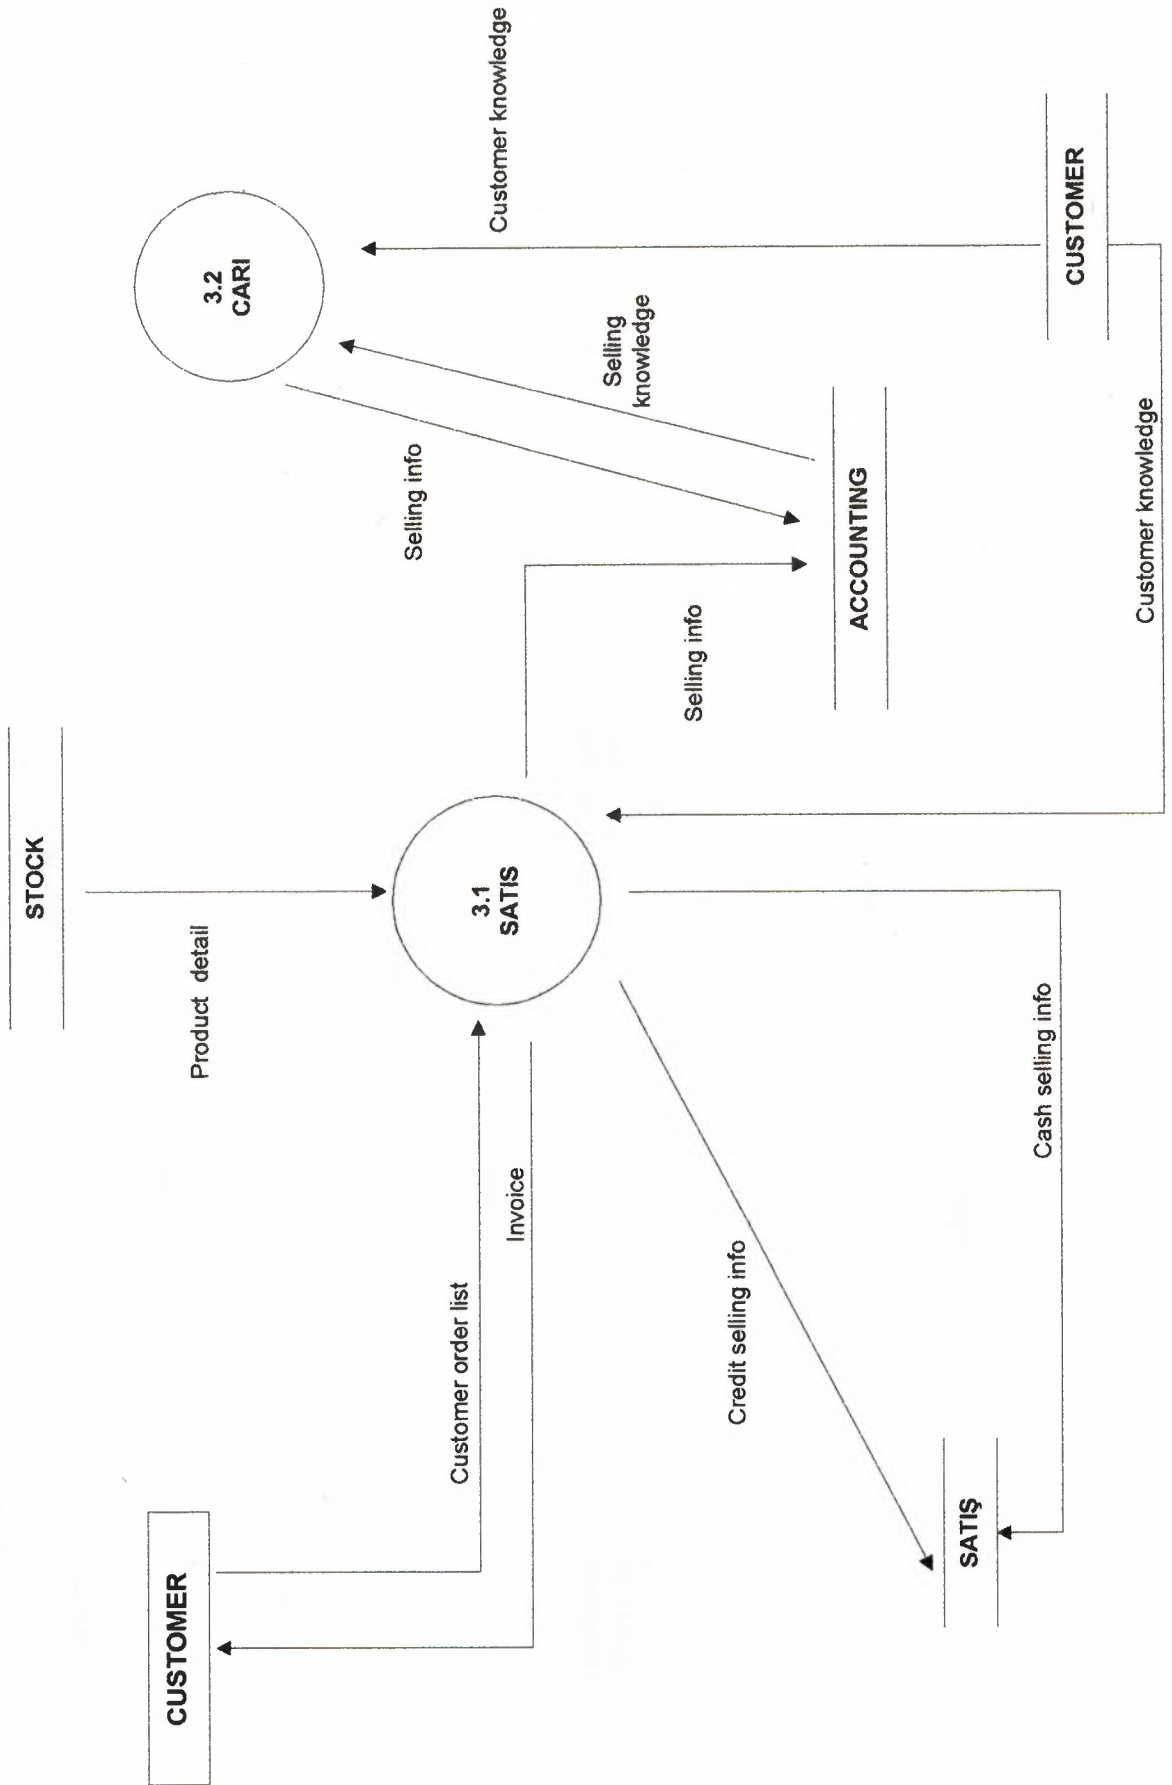 STOCK
Product detail
CUSTOMER
Customer order list
Invoice
3.1
SATIS
3.2
CARI
Customer knowledge
Selling info
Selling
knowledge
Selling info
ACCOUNTING
CUSTOMER
Customer knowledge
Credit selling info
Cash selling info
SATIŞ